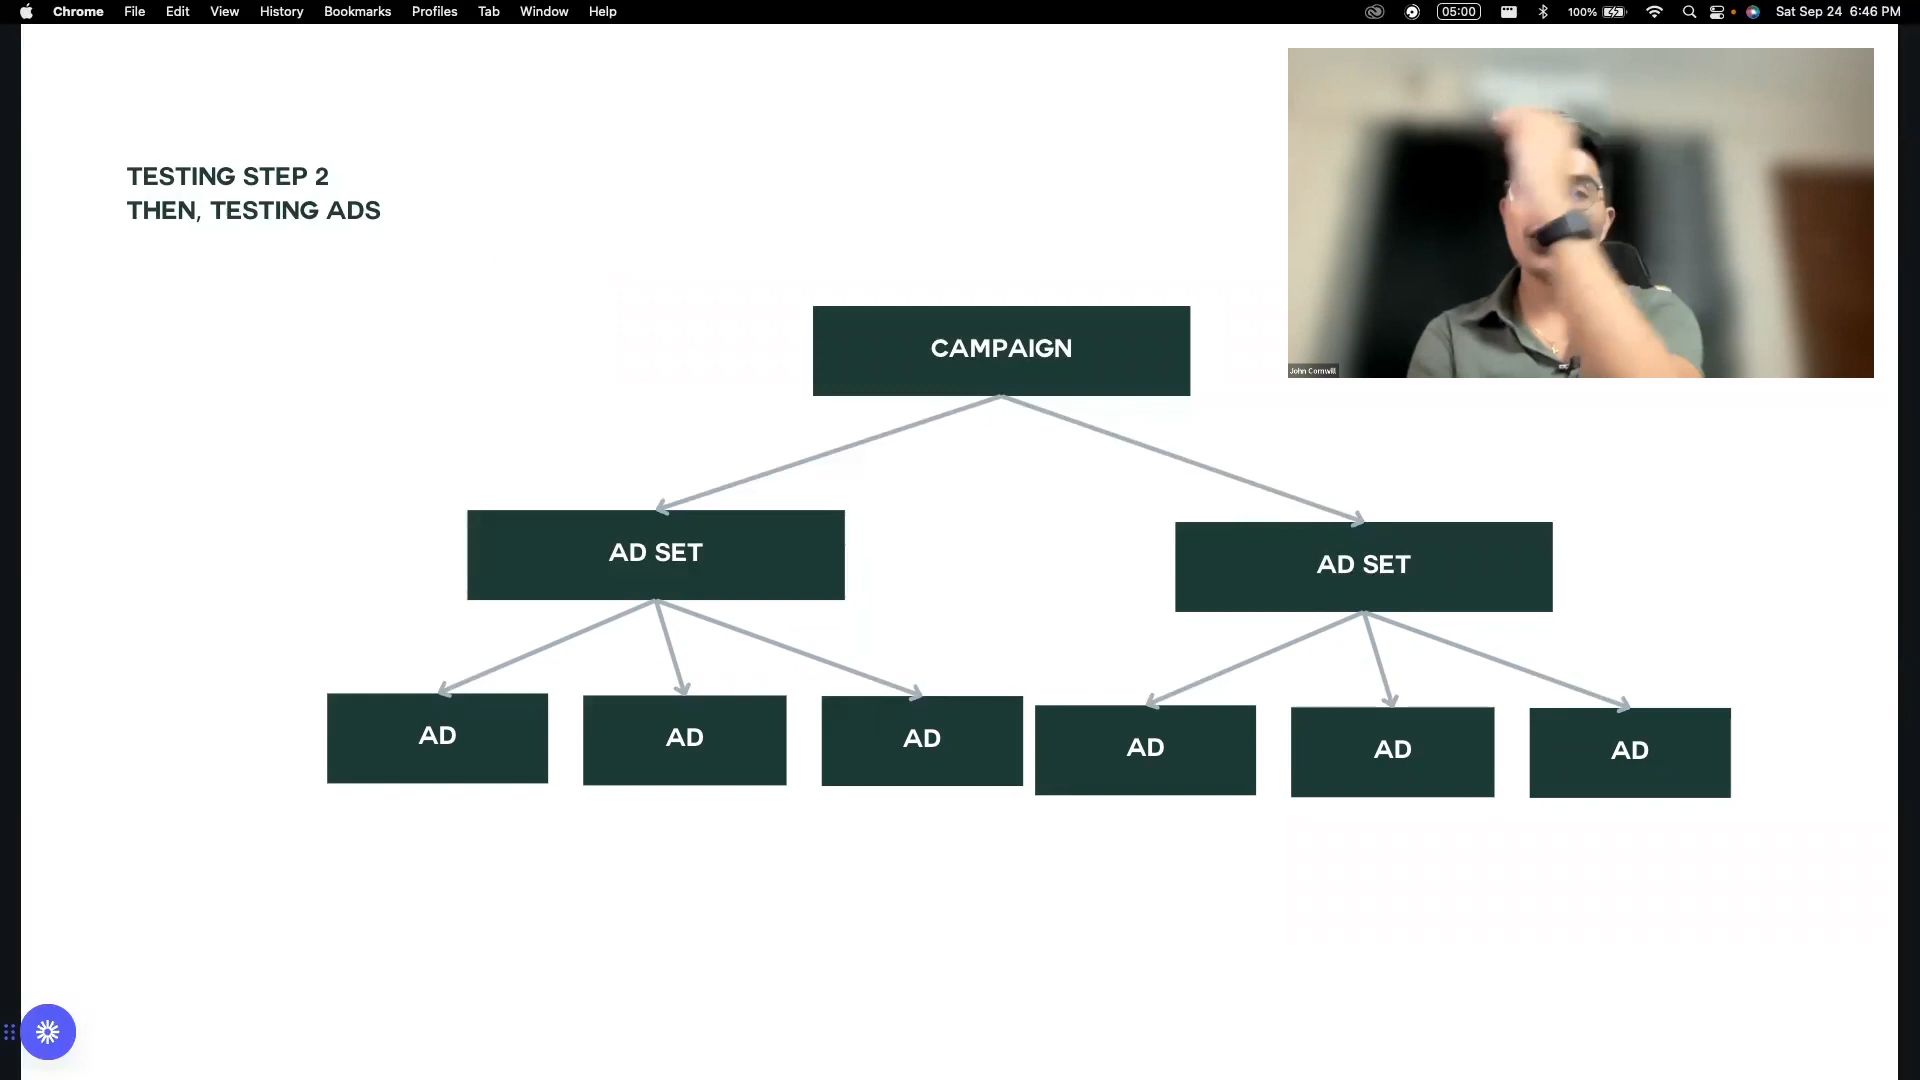 Chrome File Edit View History Bookmarks Profiles Tab Window Help 05:00 100% Sat Sep 24 6:46 PM
TESTING STEP 2
THEN, TESTING ADS
John Cornwill
CAMPAIGN
AD SET
AD SET
AD
AD
AD
AD
AD
AD